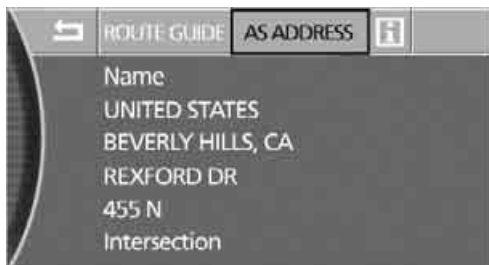 ROUTE GUIDE AS ADDRESS i
Name
UNITED STATES
BEVERLY HILLS, CA
REXFORD DR
455 N
Intersection